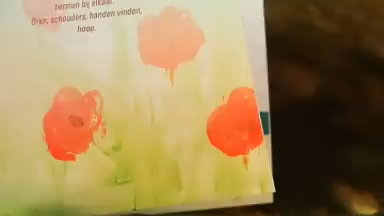 bermen bij elkaar.
Oren, schouders, handen vinden,
hoop.